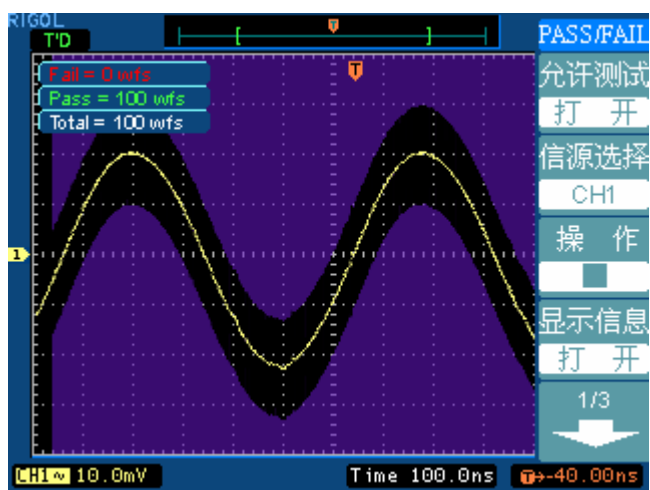 RIGOL
T'D
T
PASS/FAIL
Fail = 0 wfs
Pass = 100 wfs
Total = 100 wfs
T
允许测试
打 开
信源选择
CH1
1
操 作
显示信息
打 开
1/3
CH1~ 10.0mV
Time 100.0ns
T→-40.00ns